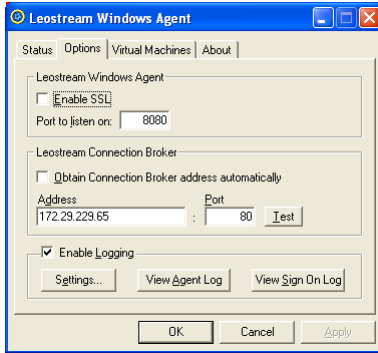 Leostream Windows Agent
Status Options Virtual Machines About
Leostream Windows Agent
Enable SSL
Port to listen on: 8080
Leostream Connection Broker
Obtain Connection Broker address automatically
Address Port
172.29.229.65 : 80 Test
Enable Logging
Settings... View Agent Log View Sign On Log
OK Cancel Apply